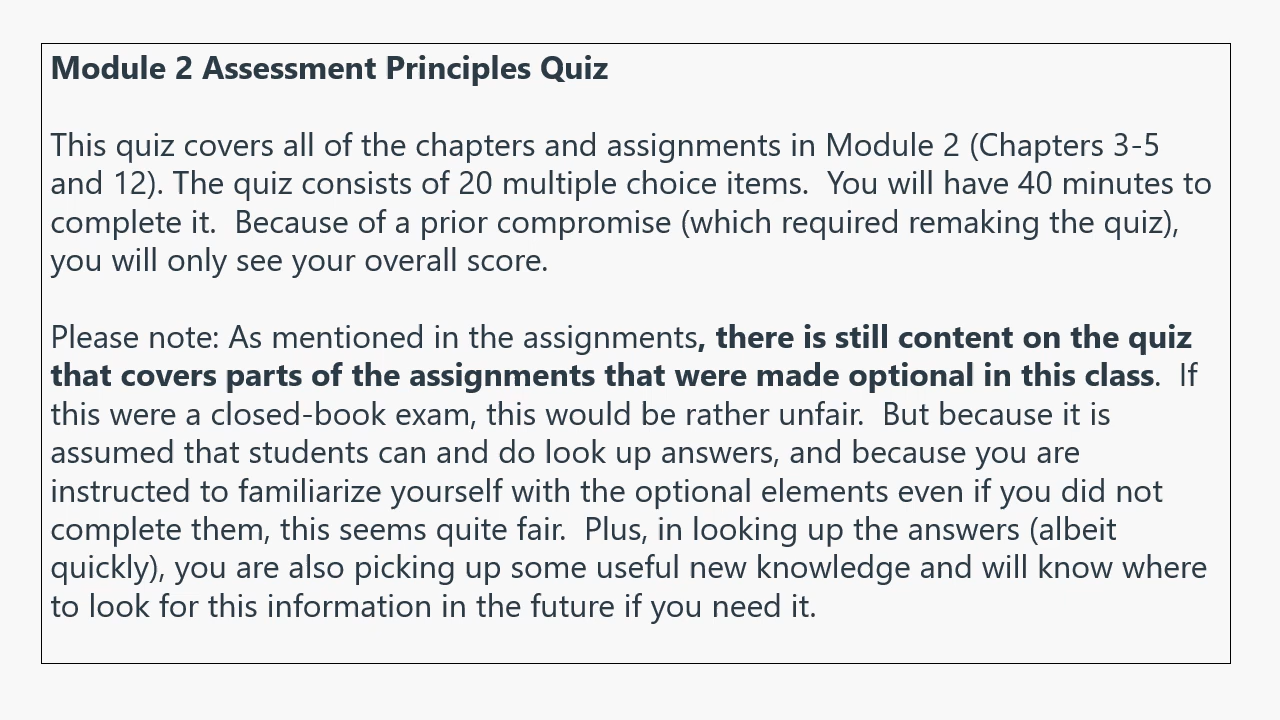 Module 2 Assessment Principles Quiz
This quiz covers all of the chapters and assignments in Module 2 (Chapters 3-5
and 12). The quiz consists of 20 multiple choice items.  You will have 40 minutes to
complete it.  Because of a prior compromise (which required remaking the quiz),
you will only see your overall score.
Please note: As mentioned in the assignments, there is still content on the quiz
that covers parts of the assignments that were made optional in this class.  If
this were a closed-book exam, this would be rather unfair.  But because it is
assumed that students can and do look up answers, and because you are
instructed to familiarize yourself with the optional elements even if you did not
complete them, this seems quite fair.  Plus, in looking up the answers (albeit
quickly), you are also picking up some useful new knowledge and will know where
to look for this information in the future if you need it.